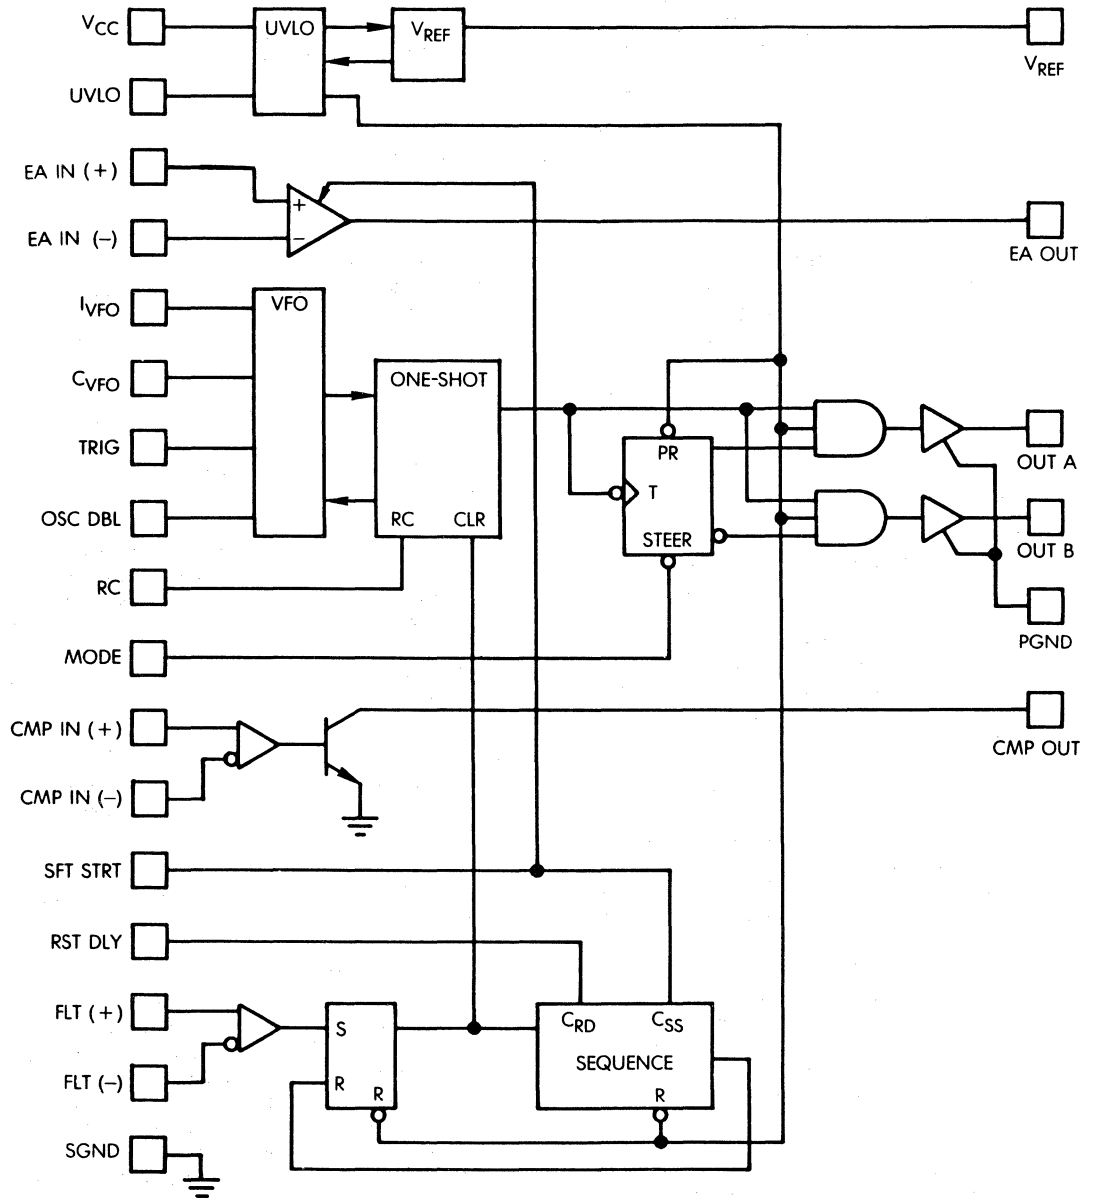 VCC
UVLO
VREF
VREF
UVLO
EA IN (+)
+
EA IN (−)
−
EA OUT
IVFO
VFO
CVFO
ONE-SHOT
TRIG
PR
OUT A
T
OSC DBL
RC
CLR
STEER
OUT B
RC
PGND
MODE
CMP IN (+)
CMP OUT
CMP IN (−)
SFT STRT
RST DLY
FLT (+)
S
CRD
CSS
SEQUENCE
FLT (−)
R
R
R
SGND